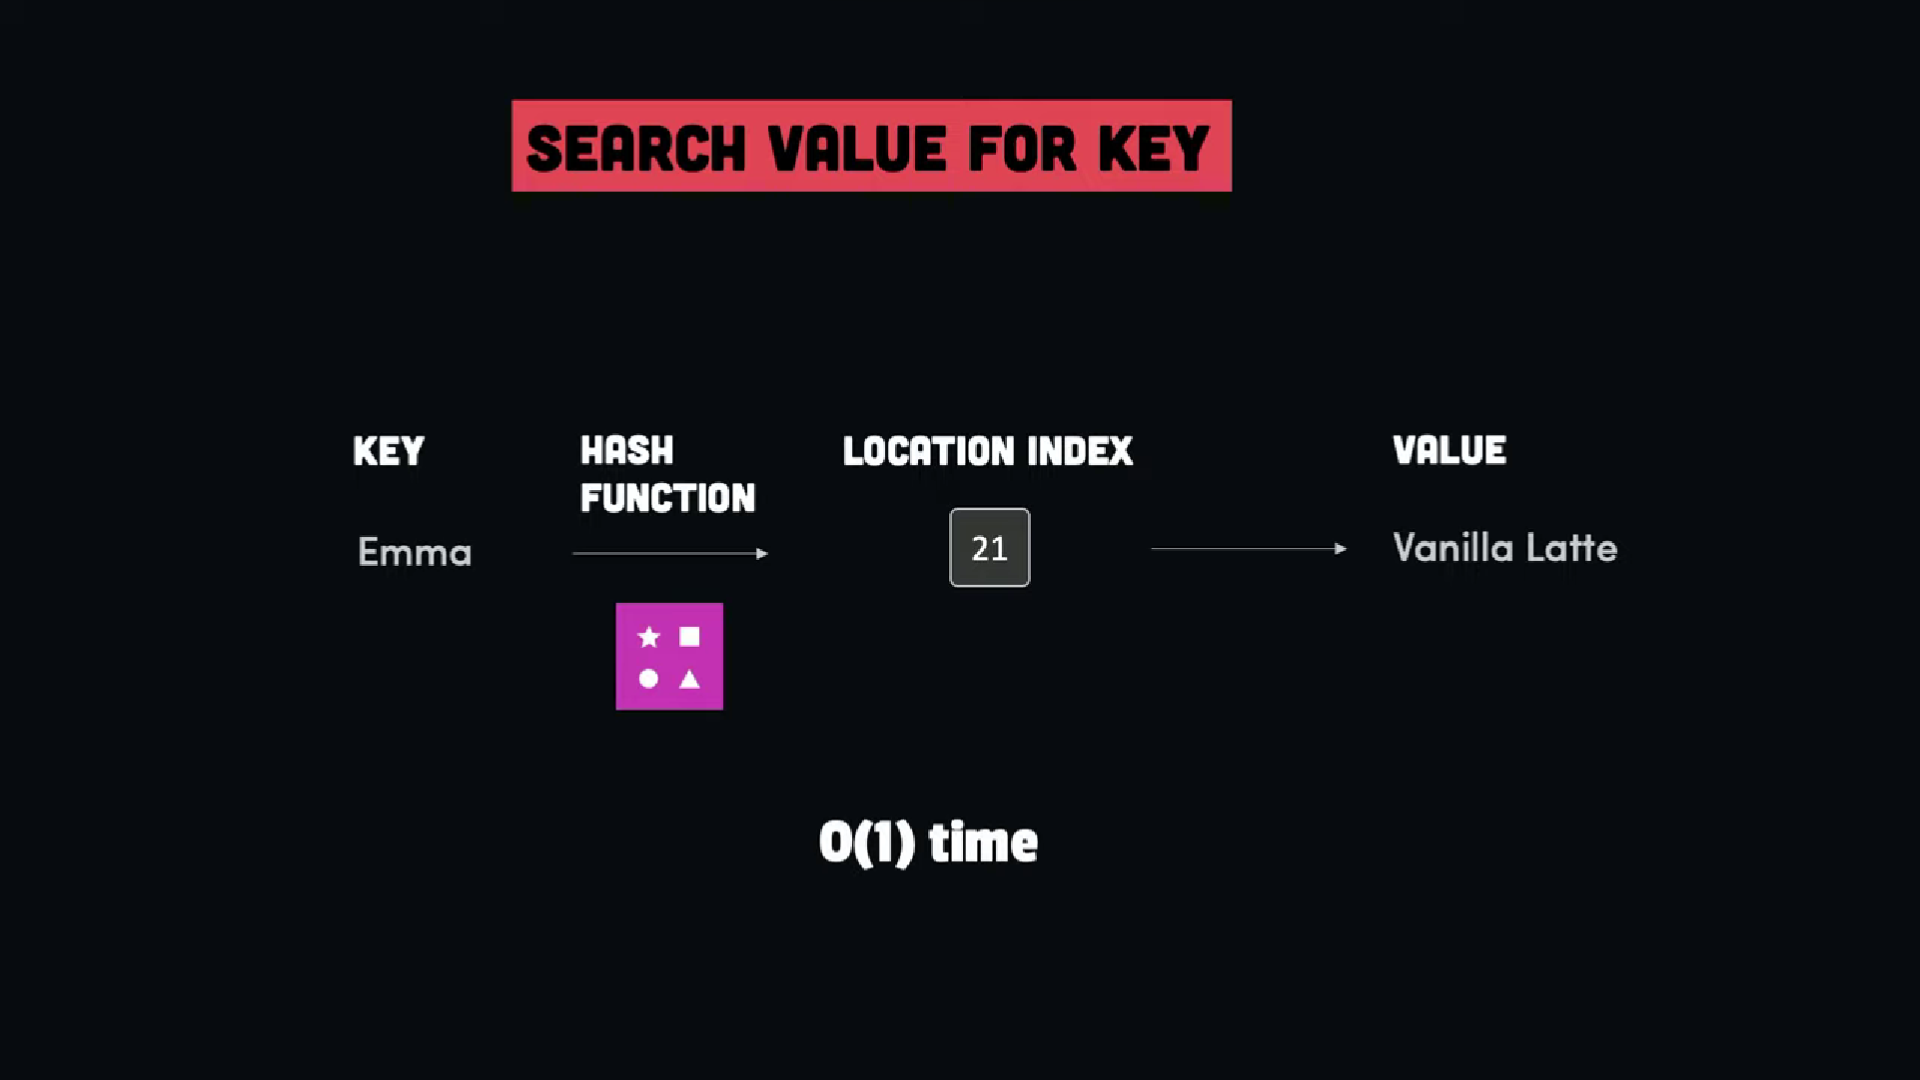 SEARCH VALUE FOR KEY
KEY
HASH
FUNCTION
LOCATION INDEX
VALUE
Emma
21
Vanilla Latte
O(1) time